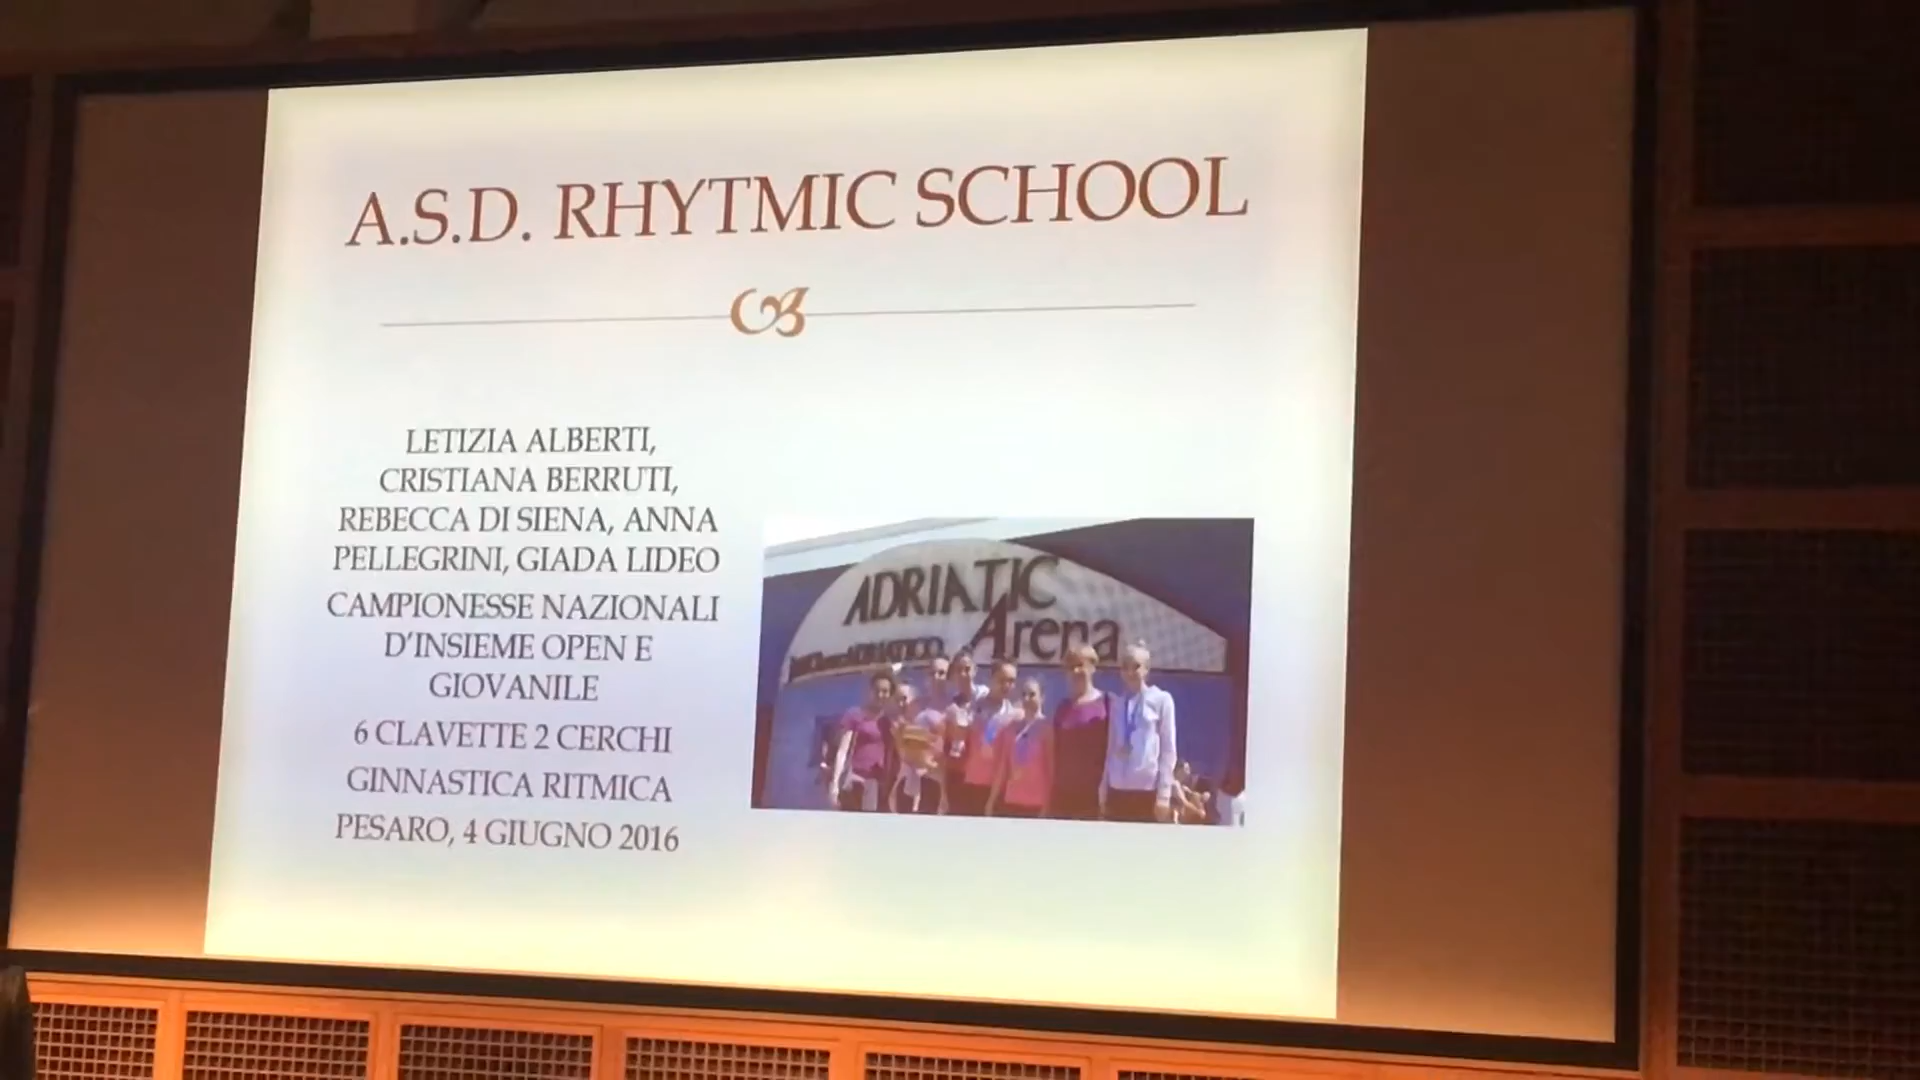 A.S.D. RHYTMIC SCHOOL
LETIZIA ALBERTI,
CRISTIANA BERRUTI,
REBECCA DI SIENA, ANNA
PELLEGRINI, GIADA LIDEO
CAMPIONESSE NAZIONALI
D'INSIEME OPEN E
GIOVANILE
6 CLAVETTE 2 CERCHI
GINNASTICA RITMICA
PESARO, 4 GIUGNO 2016
ADRIATIC
Arena
ADRIATICO